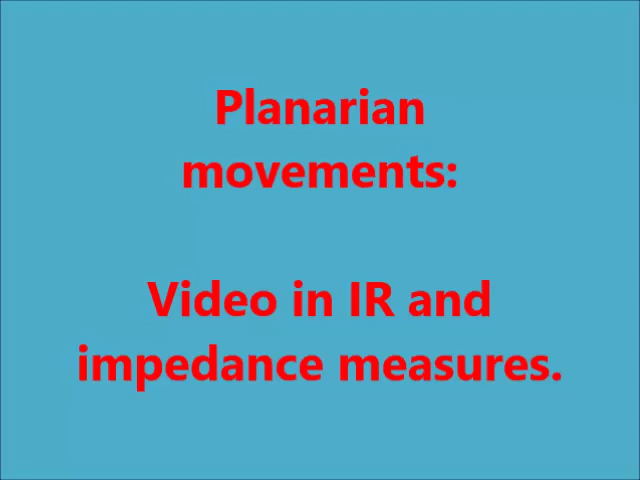 Planarian
movements:
Video in IR and
impedance measures.